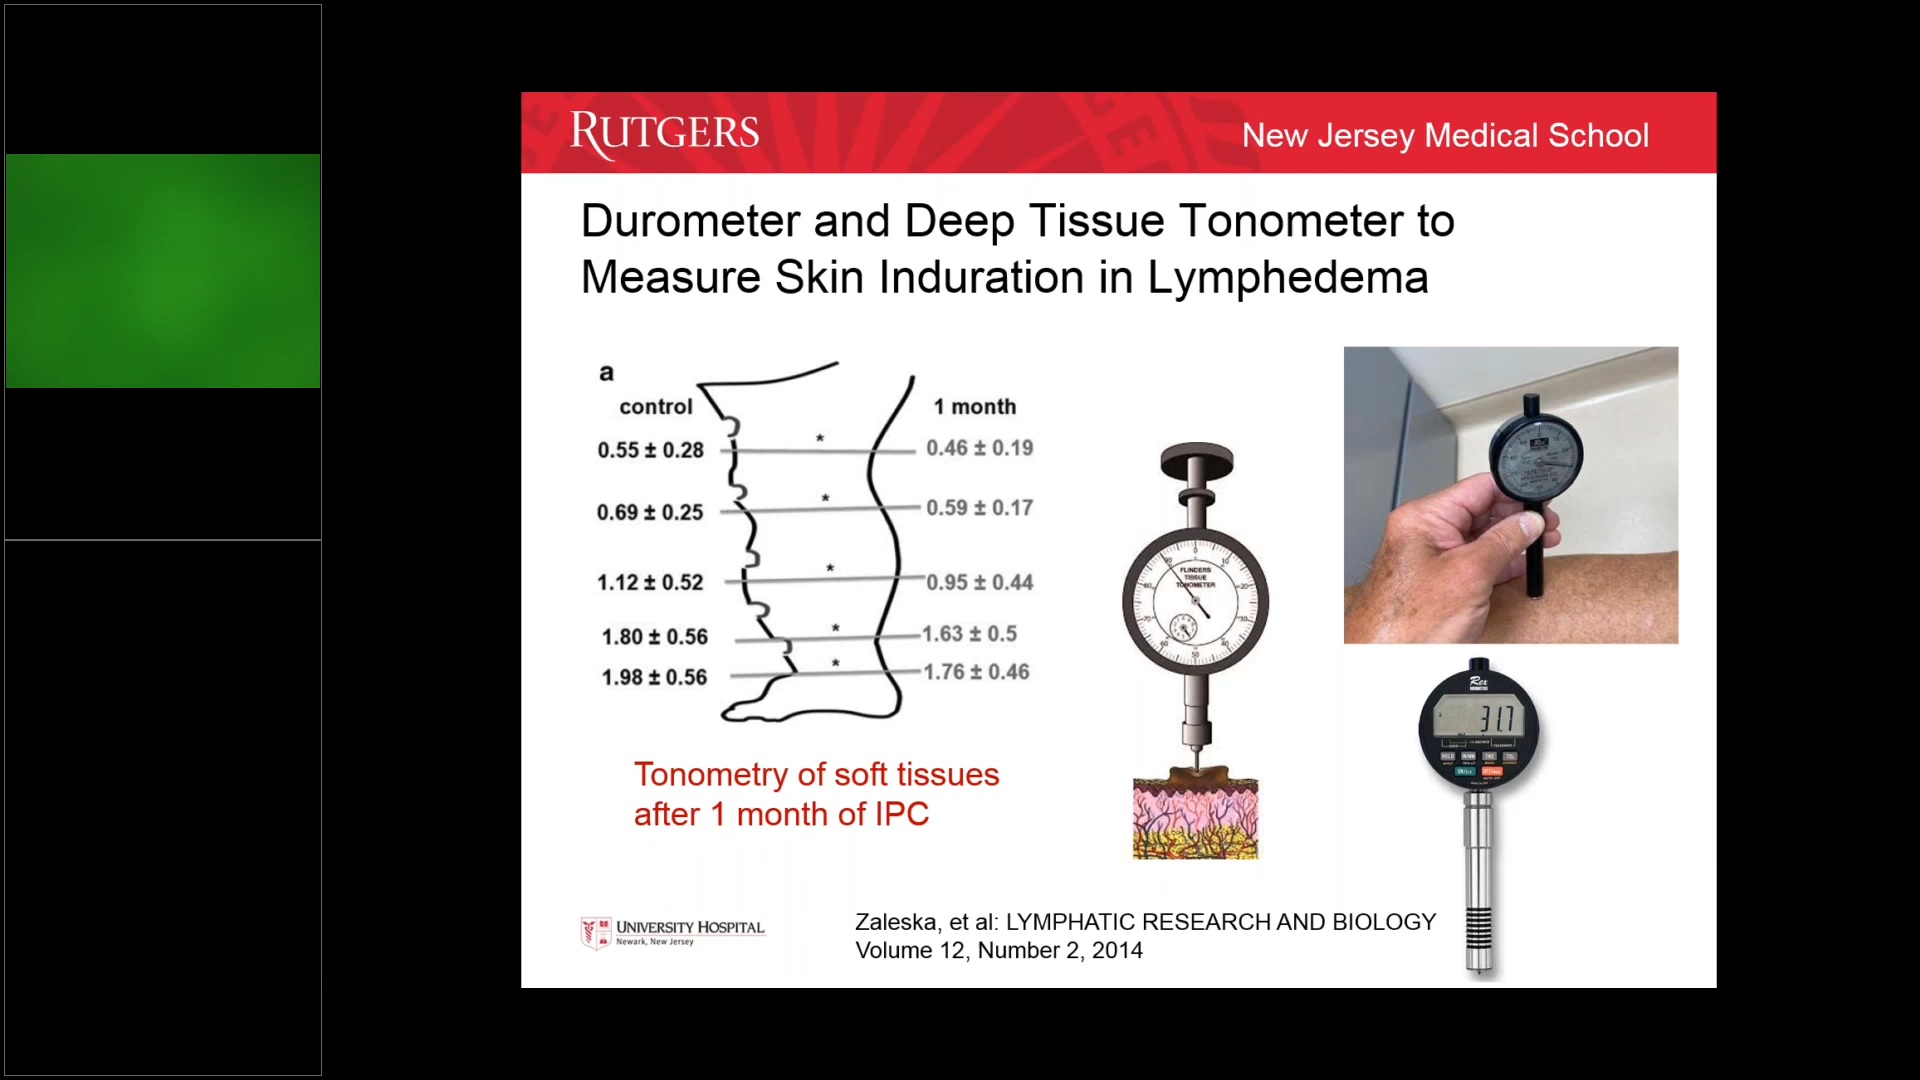 RUTGERS
New Jersey Medical School
Durometer and Deep Tissue Tonometer to
Measure Skin Induration in Lymphedema
a
control
1 month
0.55 ± 0.28
*
0.46 ± 0.19
0.69 ± 0.25
*
0.59 ± 0.17
1.12 ± 0.52
*
0.95 ± 0.44
1.80 ± 0.56
*
1.63 ± 0.5
1.98 ± 0.56
*
1.76 ± 0.46
FLINDERS
TISSUE
TONOMETER
Rex
31.7
Tonometry of soft tissues
after 1 month of IPC
UNIVERSITY HOSPITAL
Newark, New Jersey
Zaleska, et al: LYMPHATIC RESEARCH AND BIOLOGY
Volume 12, Number 2, 2014